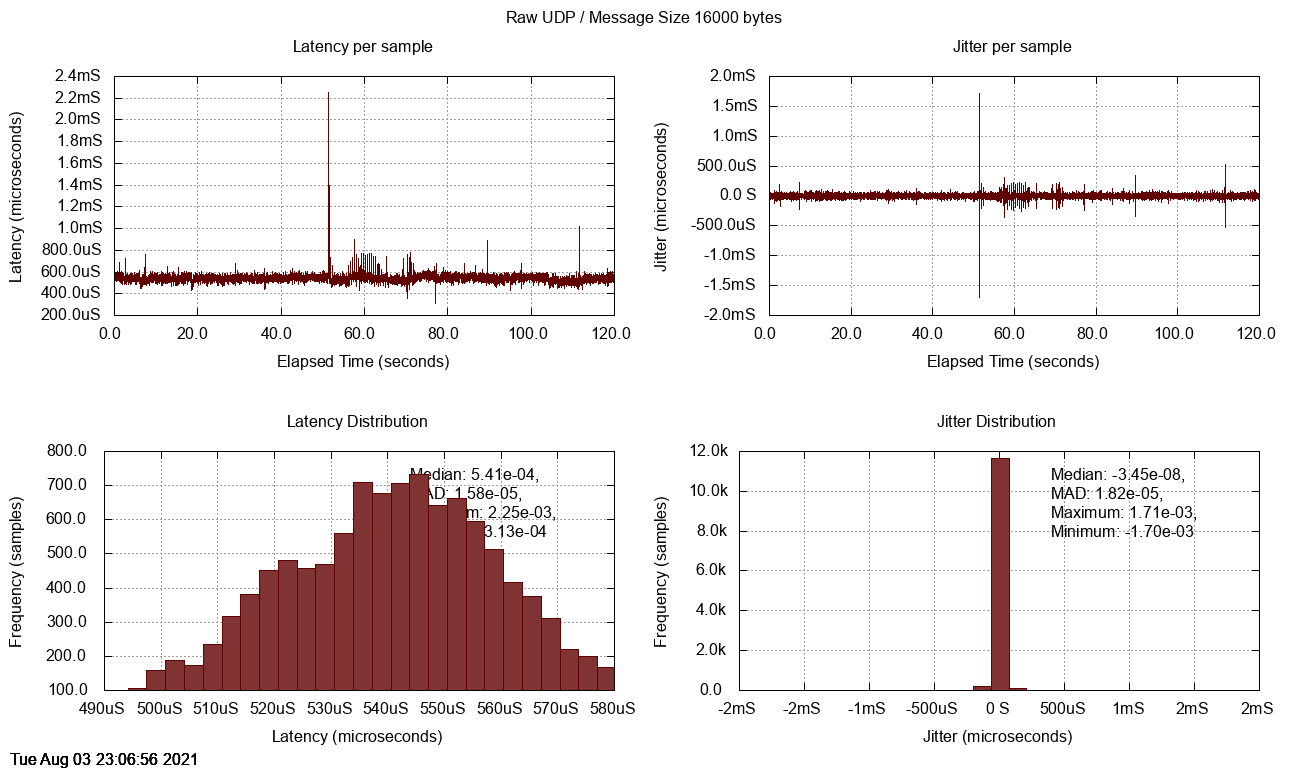 Raw UDP / Message Size 16000 bytes
Latency per sample
2.4mS
2.2mS
2.0mS
1.8mS
1.6mS
1.4mS
1.2mS
1.0mS
800.0uS
600.0uS
400.0uS
200.0uS
Latency (microseconds)
0.0 20.0 40.0 60.0 80.0 100.0 120.0
Elapsed Time (seconds)
Jitter per sample
2.0mS
1.5mS
1.0mS
500.0uS
0.0 S
-500.0uS
-1.0mS
-1.5mS
-2.0mS
Jitter (microseconds)
0.0 20.0 40.0 60.0 80.0 100.0 120.0
Elapsed Time (seconds)
Latency Distribution
800.0
700.0
600.0
500.0
400.0
300.0
200.0
100.0
Frequency (samples)
Median: 5.41e-04,
MAD: 1.58e-05,
2.25e-03,
3.13e-04
490uS 500uS 510uS 520uS 530uS 540uS 550uS 560uS 570uS 580uS
Latency (microseconds)
Jitter Distribution
12.0k
10.0k
8.0k
6.0k
4.0k
2.0k
0.0
Frequency (samples)
Median: -3.45e-08,
MAD: 1.82e-05,
Maximum: 1.71e-03,
Minimum: -1.70e-03
-2mS -2mS -1mS -500uS 0 S 500uS 1mS 2mS 2mS
Jitter (microseconds)
Tue Aug 03 23:06:56 2021